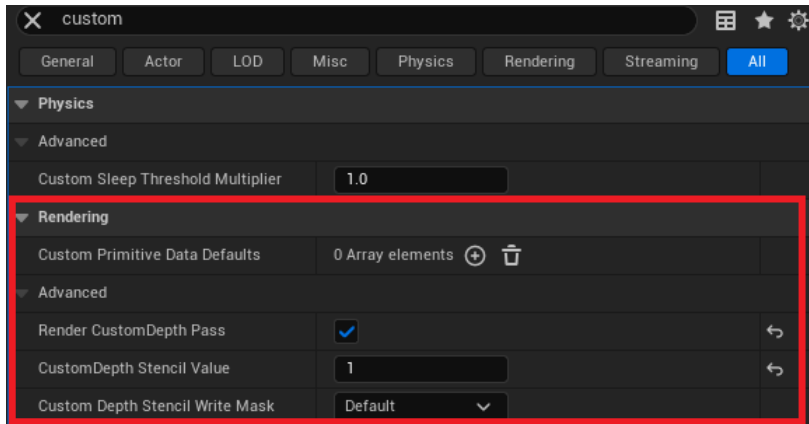 custom
General Actor LOD Misc Physics Rendering Streaming All
Physics
Advanced
Custom Sleep Threshold Multiplier 1.0
Rendering
Custom Primitive Data Defaults 0 Array elements
Advanced
Render CustomDepth Pass
CustomDepth Stencil Value 1
Custom Depth Stencil Write Mask Default